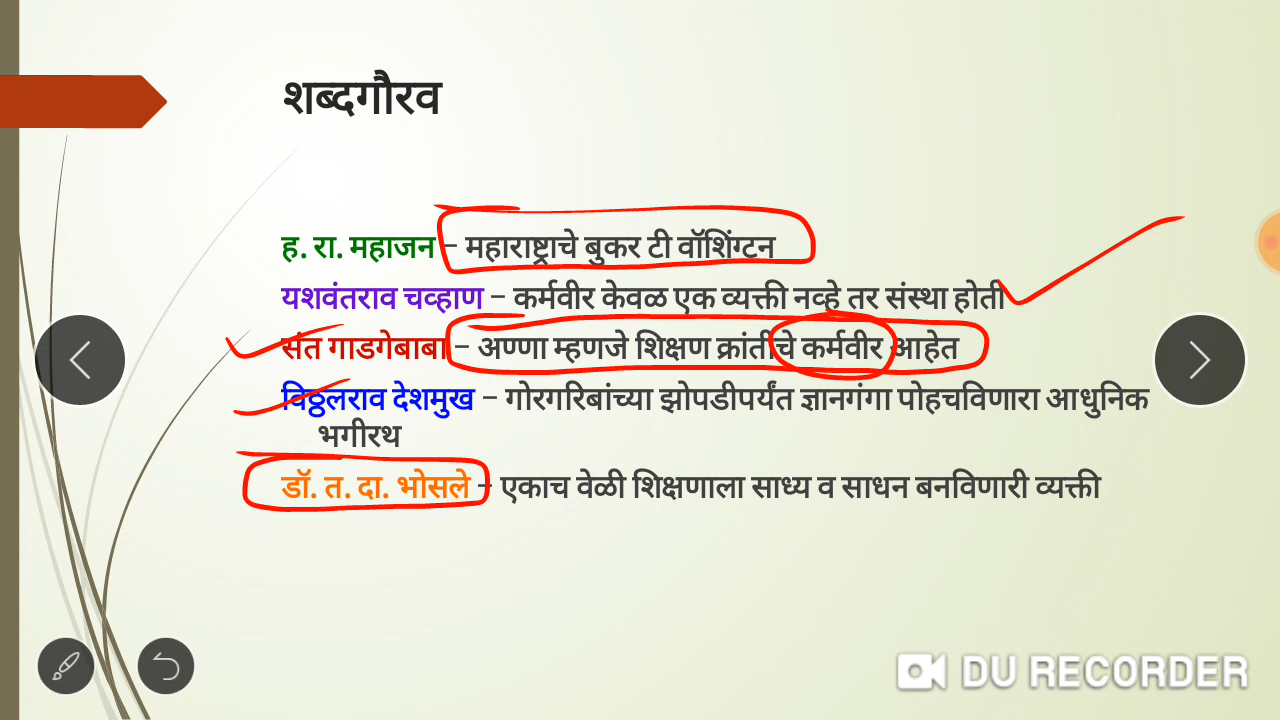 शब्दगौरव
ह. रा. महाजन – महाराष्ट्राचे बुकर टी वॉशिंग्टन
यशवंतराव चव्हाण – कर्मवीर केवळ एक व्यक्ती नव्हे तर संस्था होती
संत गाडगेबाबा – अण्णा म्हणजे शिक्षण क्रांतीचे कर्मवीर आहेत
विठ्ठलराव देशमुख – गोरगरिबांच्या झोपडीपर्यंत ज्ञानगंगा पोहचविणारा आधुनिक
भगीरथ
डॉ. त. दा. भोसले – एकाच वेळी शिक्षणाला साध्य व साधन बनविणारी व्यक्ती
DU RECORDER